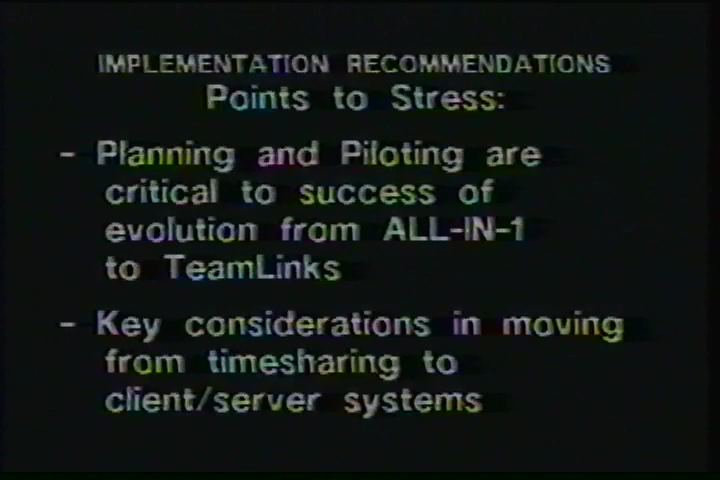 IMPLEMENTATION RECOMMENDATIONS
Points to Stress:
- Planning and Piloting are
critical to success of
evolution from ALL-IN-1
to TeamLinks
- Key considerations in moving
from timesharing to
client/server systems